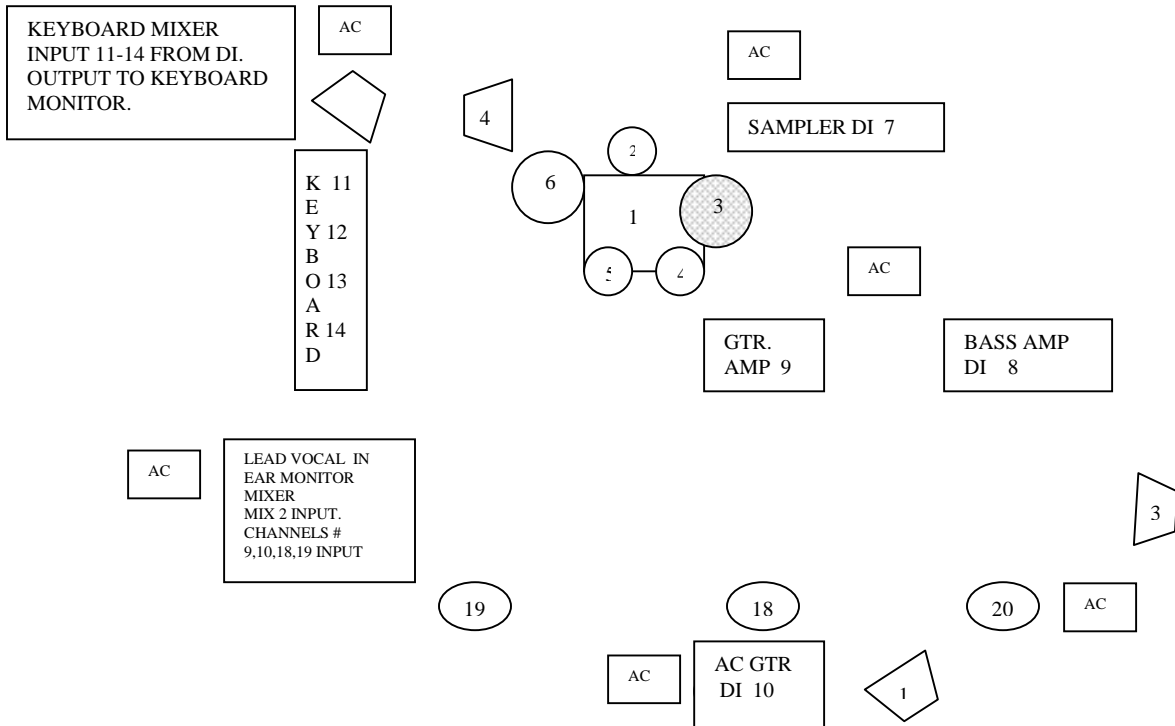 KEYBOARD MIXER
INPUT 11-14 FROM DI.
OUTPUT TO KEYBOARD
MONITOR.
AC
AC
4
SAMPLER DI 7
2
6
1
3
K 11
E
Y 12
B
O 13
A
R 14
D
5
4
AC
GTR.
AMP 9
BASS AMP
DI 8
AC
LEAD VOCAL IN
EAR MONITOR
MIXER
MIX 2 INPUT.
CHANNELS #
9,10,18,19 INPUT
3
19
18
20
AC
AC
AC GTR
DI 10
1